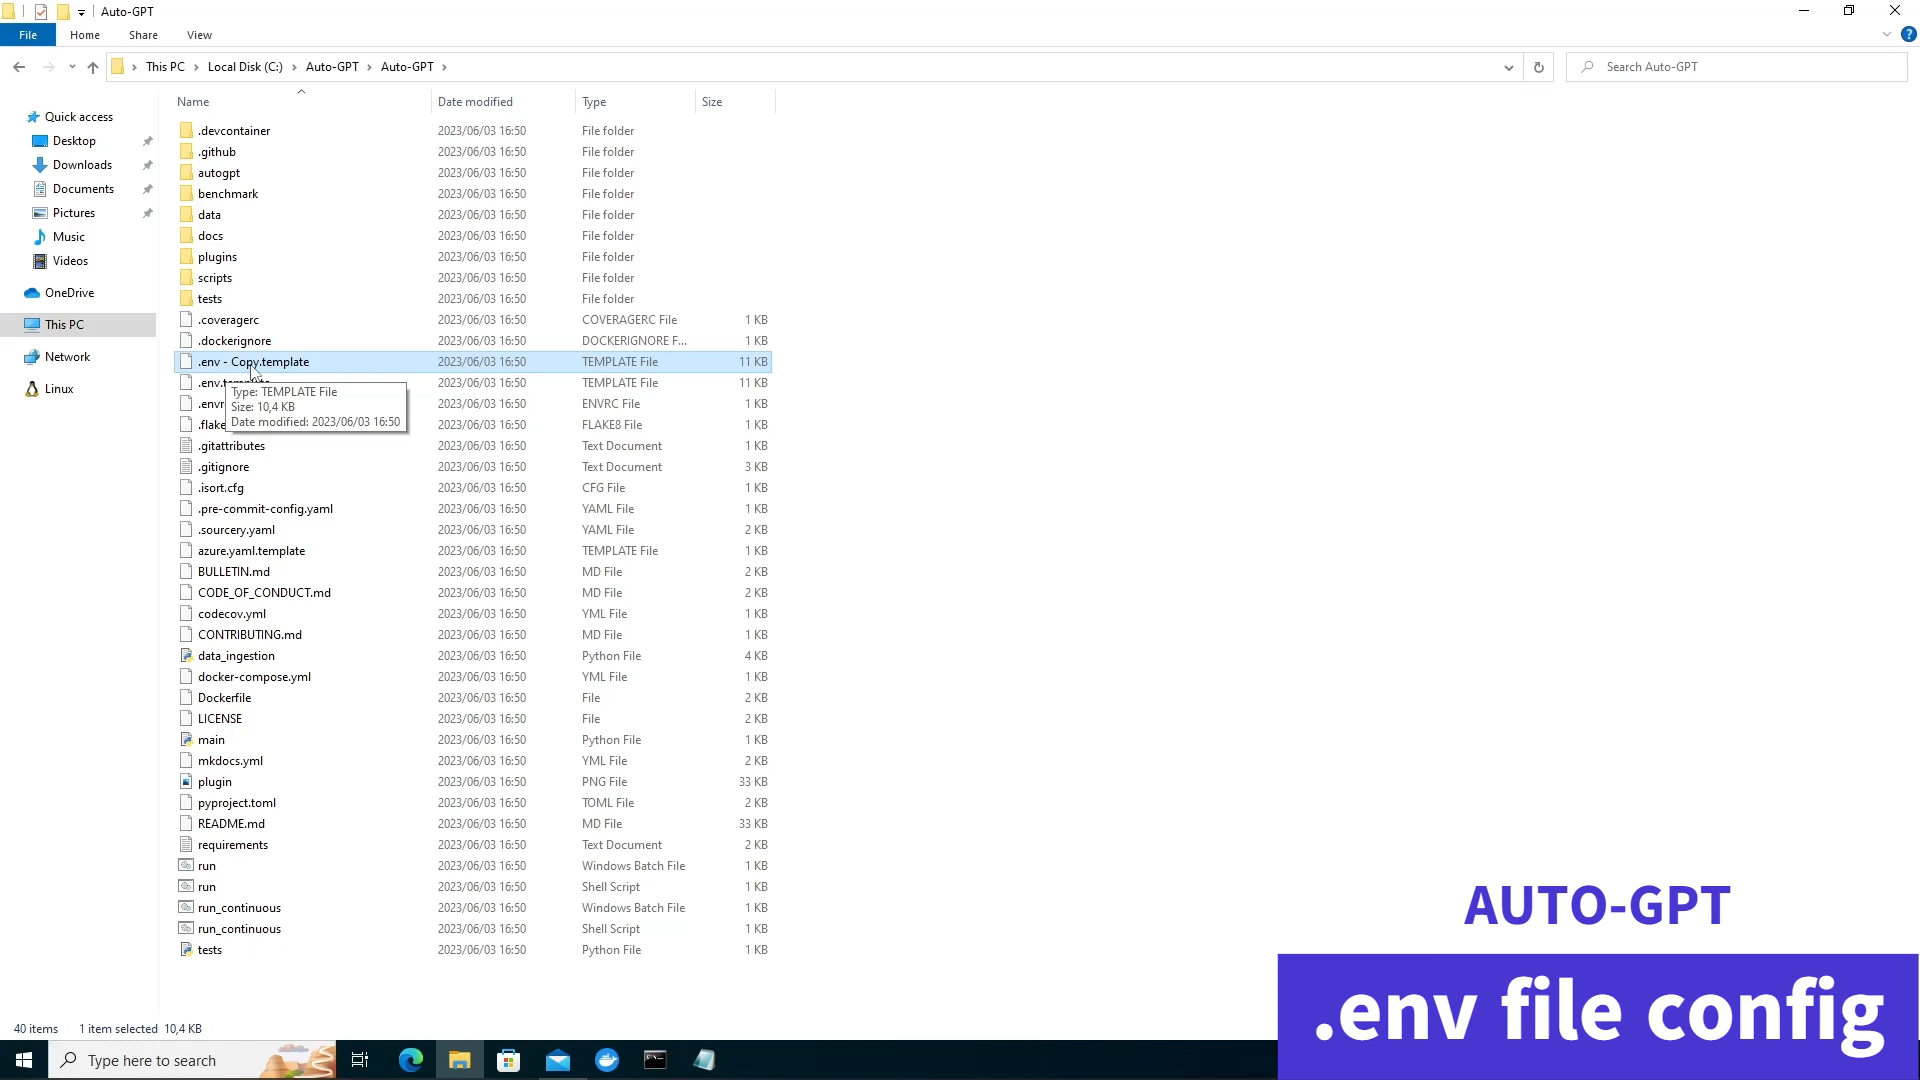 Auto-GPT
File Home Share View
This PC Local Disk (C:) Auto-GPT Auto-GPT
Search Auto-GPT
Name Date modified Type Size
Quick access
Desktop
Downloads
Documents
Pictures
Music
Videos
OneDrive
This PC
Network
Linux
.devcontainer 2023/06/03 16:50 File folder
.github 2023/06/03 16:50 File folder
autogpt 2023/06/03 16:50 File folder
benchmark 2023/06/03 16:50 File folder
data 2023/06/03 16:50 File folder
docs 2023/06/03 16:50 File folder
plugins 2023/06/03 16:50 File folder
scripts 2023/06/03 16:50 File folder
tests 2023/06/03 16:50 File folder
.coveragerc 2023/06/03 16:50 COVERAGERC File 1 KB
.dockerignore 2023/06/03 16:50 DOCKERIGNORE F... 1 KB
.env - Copy.template 2023/06/03 16:50 TEMPLATE File 11 KB
.env.template 2023/06/03 16:50 TEMPLATE File 11 KB
.envr 2023/06/03 16:50 ENVRC File 1 KB
.flake 2023/06/03 16:50 FLAKE8 File 1 KB
Type: TEMPLATE File
Size: 10,4 KB
Date modified: 2023/06/03 16:50
.gitattributes 2023/06/03 16:50 Text Document 1 KB
.gitignore 2023/06/03 16:50 Text Document 3 KB
.isort.cfg 2023/06/03 16:50 CFG File 1 KB
.pre-commit-config.yaml 2023/06/03 16:50 YAML File 1 KB
.sourcery.yaml 2023/06/03 16:50 YAML File 2 KB
azure.yaml.template 2023/06/03 16:50 TEMPLATE File 1 KB
BULLETIN.md 2023/06/03 16:50 MD File 2 KB
CODE_OF_CONDUCT.md 2023/06/03 16:50 MD File 2 KB
codecov.yml 2023/06/03 16:50 YML File 1 KB
CONTRIBUTING.md 2023/06/03 16:50 MD File 1 KB
data_ingestion 2023/06/03 16:50 Python File 4 KB
docker-compose.yml 2023/06/03 16:50 YML File 1 KB
Dockerfile 2023/06/03 16:50 File 2 KB
LICENSE 2023/06/03 16:50 File 2 KB
main 2023/06/03 16:50 Python File 1 KB
mkdocs.yml 2023/06/03 16:50 YML File 2 KB
plugin 2023/06/03 16:50 PNG File 33 KB
pyproject.toml 2023/06/03 16:50 TOML File 2 KB
README.md 2023/06/03 16:50 MD File 33 KB
requirements 2023/06/03 16:50 Text Document 2 KB
run 2023/06/03 16:50 Windows Batch File 1 KB
run 2023/06/03 16:50 Shell Script 1 KB
run_continuous 2023/06/03 16:50 Windows Batch File 1 KB
run_continuous 2023/06/03 16:50 Shell Script 1 KB
tests 2023/06/03 16:50 Python File 1 KB
AUTO-GPT
.env file config
40 items 1 item selected 10,4 KB
Type here to search